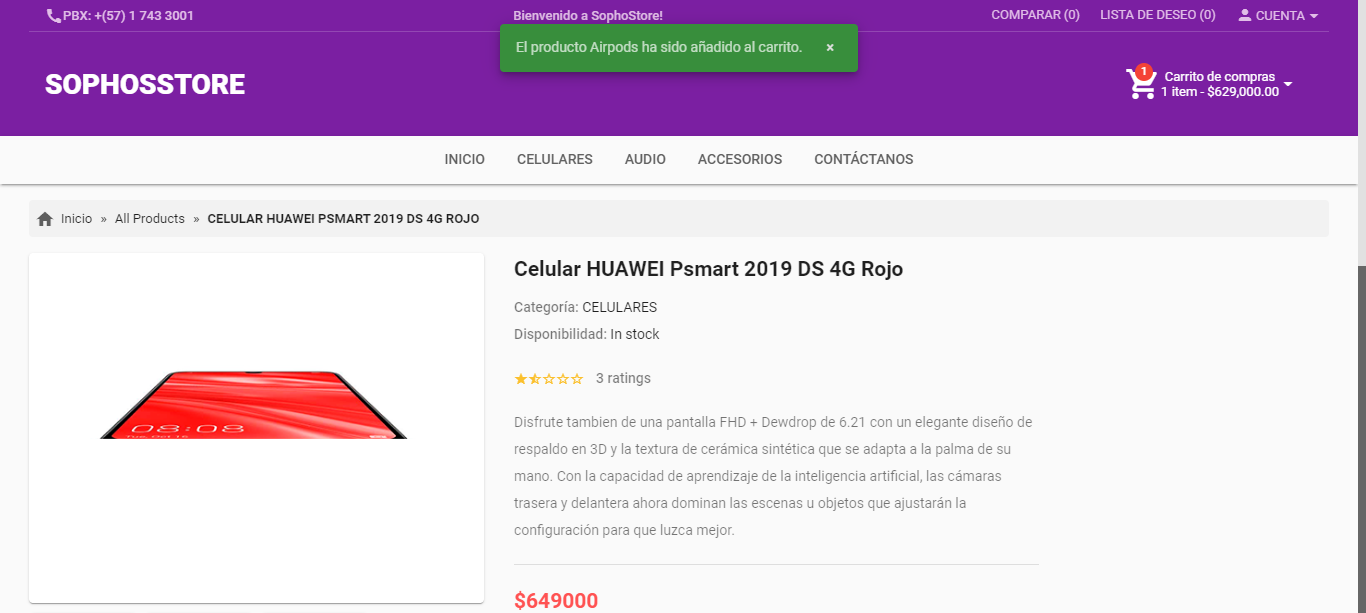 PBX: +(57) 1 743 3001
Bienvenido a SophoStore!
COMPARAR (0)
LISTA DE DESEO (0)
CUENTA
El producto Airpods ha sido añadido al carrito.
×
SOPHOSSTORE
1
Carrito de compras
1 item - $629,000.00
INICIO
CELULARES
AUDIO
ACCESORIOS
CONTÁCTANOS
Inicio » All Products » CELULAR HUAWEI PSMART 2019 DS 4G ROJO
Celular HUAWEI Psmart 2019 DS 4G Rojo
Categoría: CELULARES
Disponibilidad: In stock
3 ratings
08:08
Tue, Oct 16
Disfrute tambien de una pantalla FHD + Dewdrop de 6.21 con un elegante diseño de
respaldo en 3D y la textura de cerámica sintética que se adapta a la palma de su
mano. Con la capacidad de aprendizaje de la inteligencia artificial, las cámaras
trasera y delantera ahora dominan las escenas u objetos que ajustarán la
configuración para que luzca mejor.
$649000